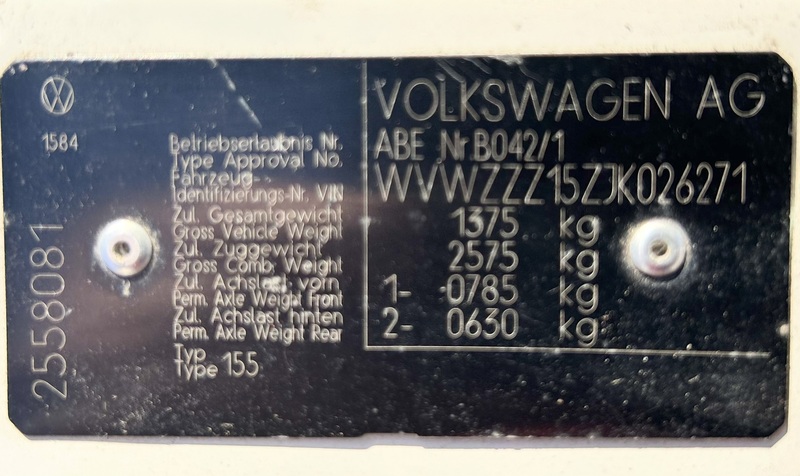 VOLKSWAGEN AG
1584
Betriebserlaubnis Nr.
Type Approval No.
ABE Nr.B042/1
Fahrzeug-
Identifizierungs-Nr. VIN
WVWZZZ15ZJK026271
Zul. Gesamtgewicht
Gross Vehicle Weight
1375 kg
Zul. Zuggewicht
Gross Comb. Weight
2575 kg
Zul. Achslast vorn
Perm. Axle Weight Front
1- 0785 kg
Zul. Achslast hinten
Perm. Axle Weight Rear
2- 0630 kg
Typ
Type 155
2558081